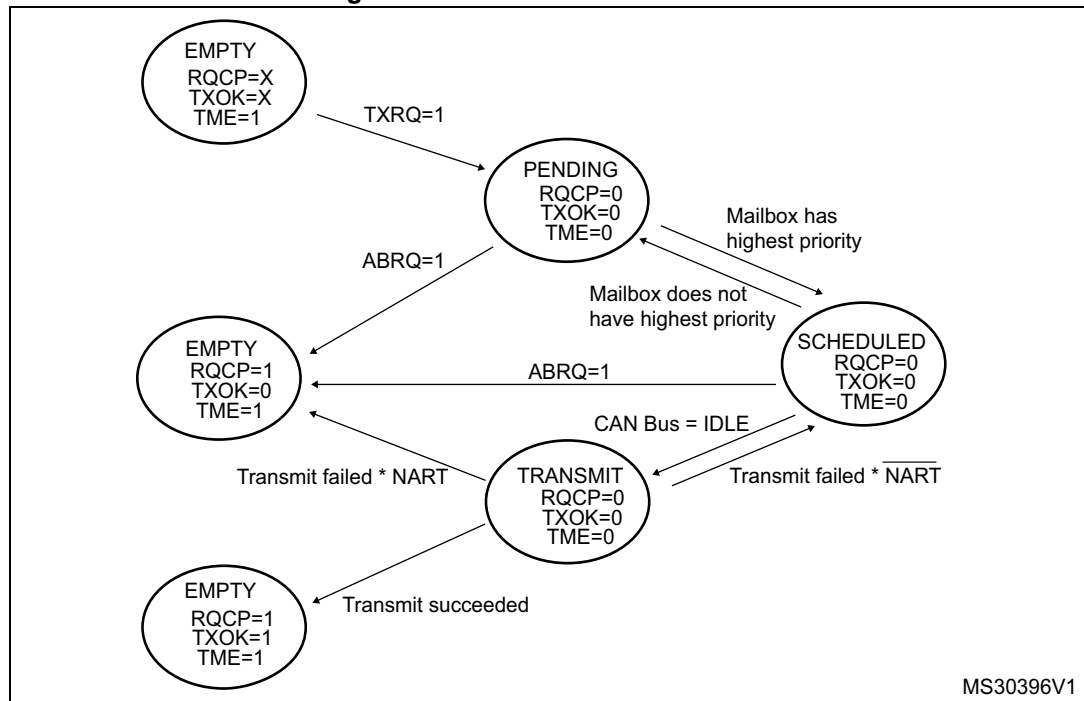 EMPTY
RQCP=X
TXOK=X
TME=1
TXRQ=1
PENDING
RQCP=0
TXOK=0
TME=0
Mailbox has
highest priority
ABRQ=1
Mailbox does not
have highest priority
EMPTY
RQCP=1
TXOK=0
TME=1
ABRQ=1
SCHEDULED
RQCP=0
TXOK=0
TME=0
CAN Bus = IDLE
Transmit failed * NART
TRANSMIT
RQCP=0
TXOK=0
TME=0
Transmit failed * N̅A̅R̅T̅
EMPTY
RQCP=1
TXOK=1
TME=1
Transmit succeeded
MS30396V1